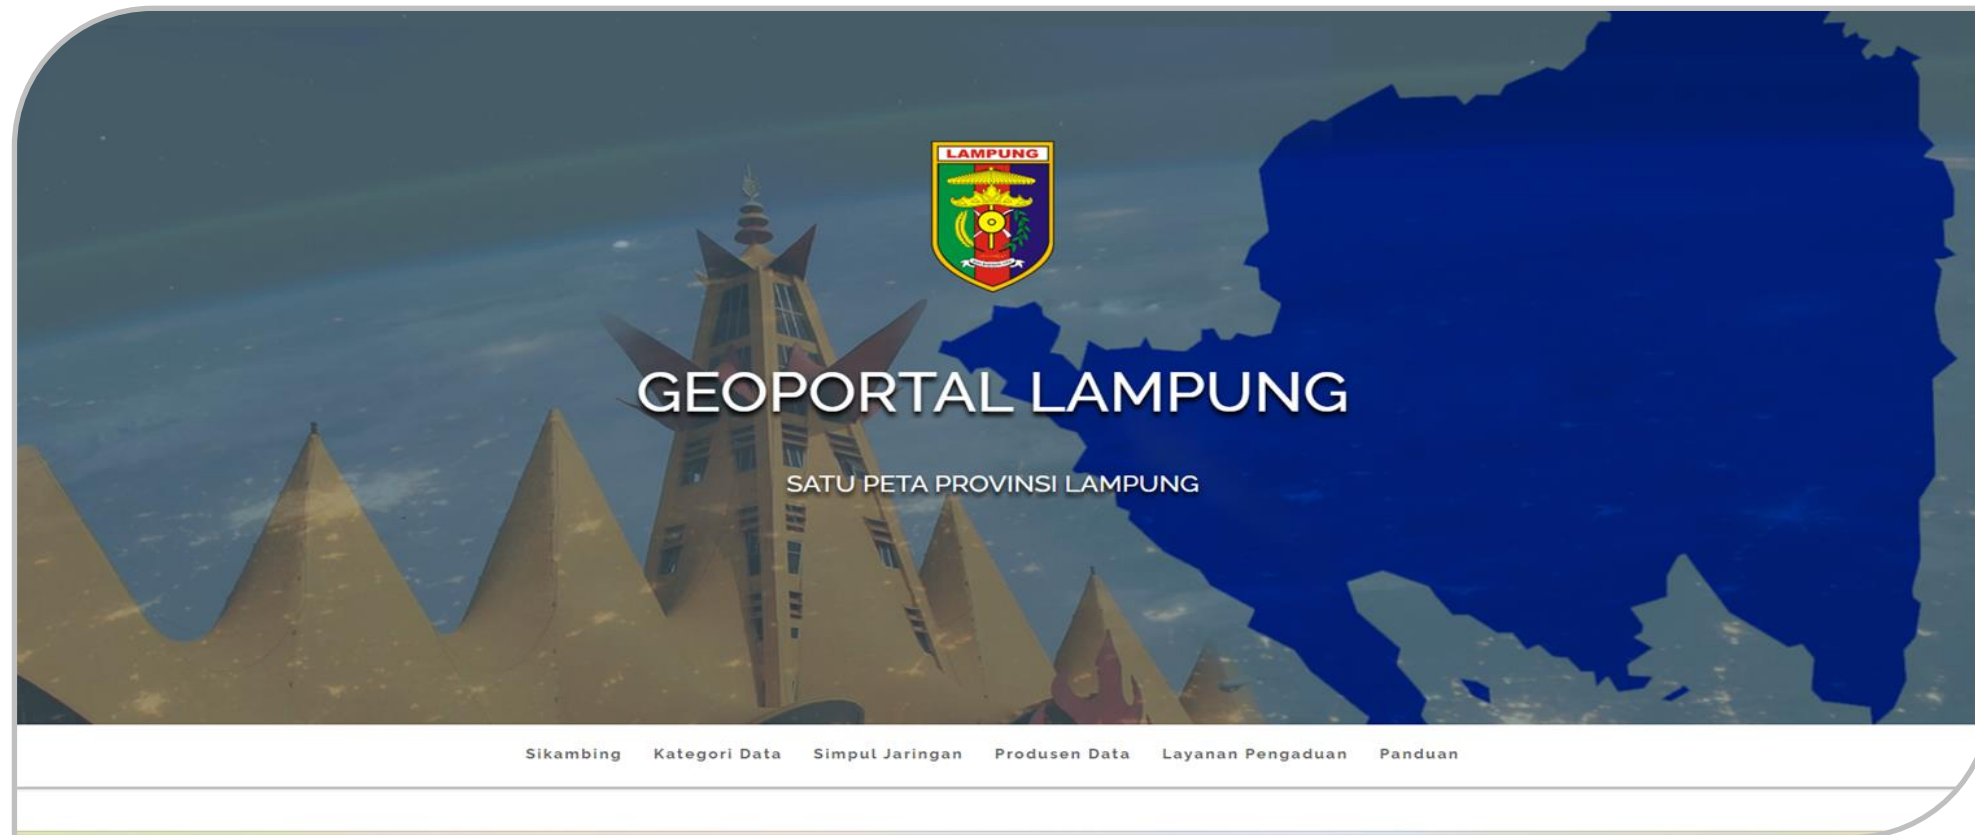 LAMPUNG
GEOPORTAL LAMPUNG
SATU PETA PROVINSI LAMPUNG
Sikambing Kategori Data Simpul Jaringan Produsen Data Layanan Pengaduan Panduan